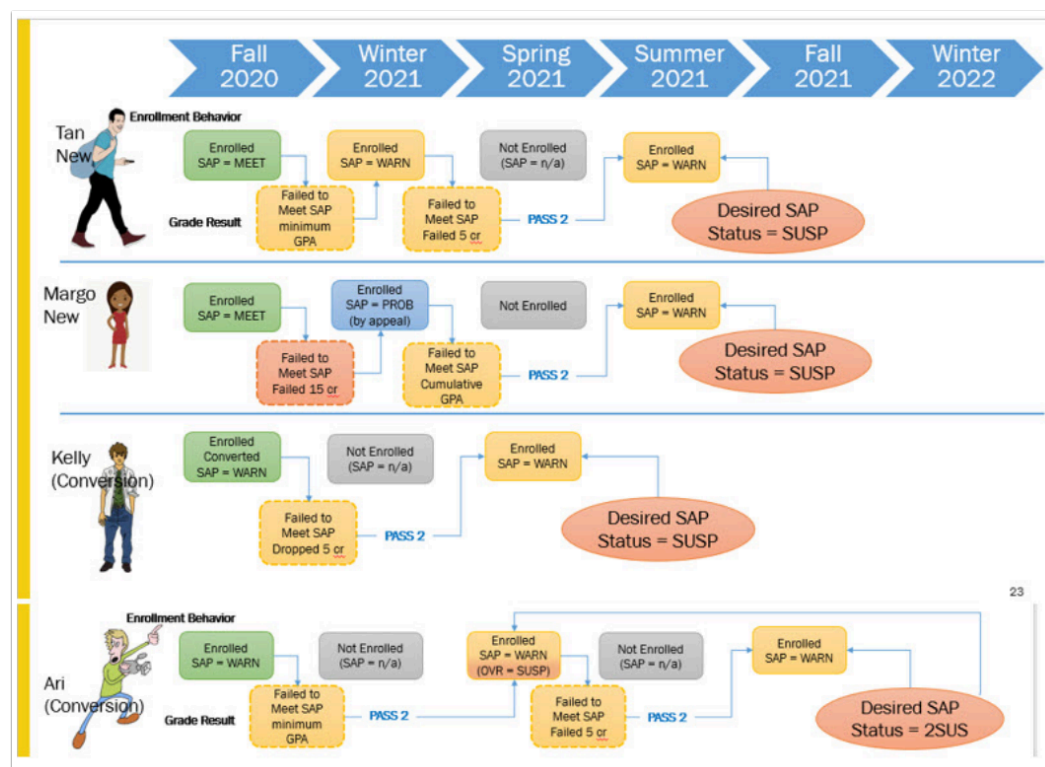 Fall
2020
Winter
2021
Spring
2021
Summer
2021
Fall
2021
Winter
2022
Enrollment Behavior
Tan
New
Enrolled
SAP = MEET
Enrolled
SAP = WARN
Not Enrolled
(SAP = n/a)
Enrolled
SAP = WARN
Grade Result
Failed to
Meet SAP
minimum
GPA
Failed to
Meet SAP
Failed 5 cr
PASS 2
Desired SAP
Status = SUSP
Margo
New
Enrolled
SAP = MEET
Enrolled
SAP = PROB
(by appeal)
Not Enrolled
Enrolled
SAP = WARN
Failed to
Meet SAP
Failed 15 cr
Failed to
Meet SAP
Cumulative
GPA
PASS 2
Desired SAP
Status = SUSP
Kelly
(Conversion)
Enrolled
Converted
SAP = WARN
Not Enrolled
(SAP = n/a)
Enrolled
SAP = WARN
Failed to
Meet SAP
Dropped 5 cr
PASS 2
Desired SAP
Status = SUSP
23
Enrollment Behavior
Ari
(Conversion)
Enrolled
SAP = WARN
Not Enrolled
(SAP = n/a)
Enrolled
SAP = WARN
(OVR = SUSP)
Not Enrolled
(SAP = n/a)
Enrolled
SAP = WARN
Grade Result
Failed to
Meet SAP
minimum
GPA
PASS 2
Failed to
Meet SAP
Failed 5 cr
PASS 2
Desired SAP
Status = 2SUS